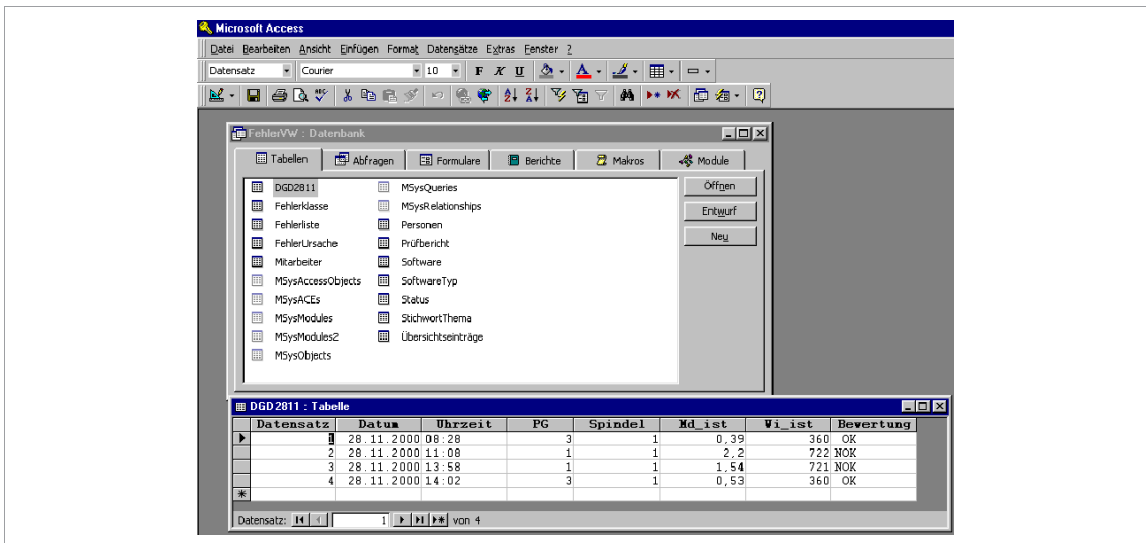 Microsoft Access
Datei Bearbeiten Ansicht Einfügen Format Datensätze Extras Fenster ?
Datensatz Courier 10 F K U
FehlerVW : Datenbank
Tabellen Abfragen Formulare Berichte Makros Module
DGD2811 MSysQueries Öffnen
Fehlerklasse MSysRelationships Entwurf
Fehlerliste Personen Neu
FehlerUrsache Prüfbericht
Mitarbeiter Software
MSysAccessObjects SoftwareTyp
MSysACEs Status
MSysModules StichwortThema
MSysModules2 Übersichtseinträge
MSysObjects
DGD2811 : Tabelle
Datensatz Datum Uhrzeit PG Spindel Md_ist Wi_ist Bewertung
1 28.11.2000 08:28 3 1 0,39 360 OK
2 28.11.2000 11:08 1 1 2,2 722 NOK
3 28.11.2000 13:58 1 1 1,54 721 NOK
4 28.11.2000 14:02 3 1 0,53 360 OK
Datensatz: 1 von 4